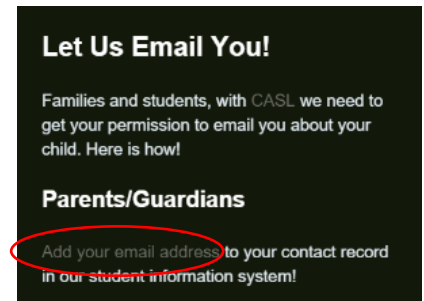 Let Us Email You!
Families and students, with CASL we need to
get your permission to email you about your
child. Here is how!
Parents/Guardians
Add your email address to your contact record
in our student information system!